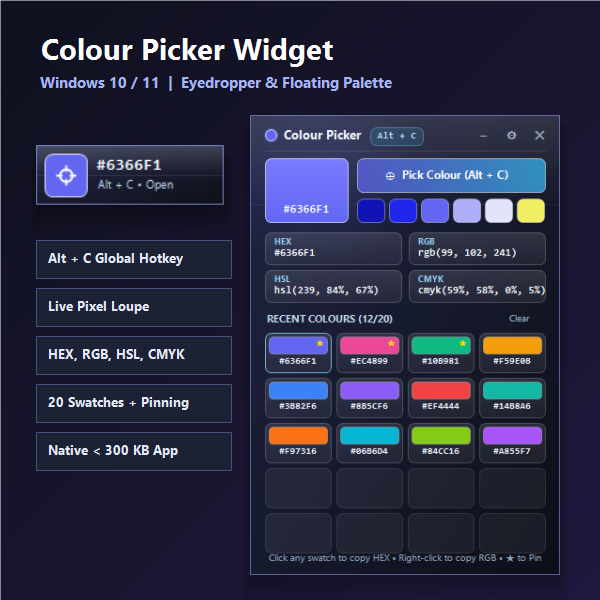 Colour Picker Widget
Windows 10 / 11 | Eyedropper & Floating Palette
#6366F1
Alt + C • Open
Alt + C Global Hotkey
Live Pixel Loupe
HEX, RGB, HSL, CMYK
20 Swatches + Pinning
Native < 300 KB App
Colour Picker
Alt + C
#6366F1
⊕ Pick Colour (Alt + C)
HEX
#6366F1
RGB
rgb(99, 102, 241)
HSL
hsl(239, 84%, 67%)
CMYK
cmyk(59%, 58%, 0%, 5%)
RECENT COLOURS (12/20)
Clear
#6366F1 #EC4899 #10B981 #F59E0B
#3B82F6 #8B5CF6 #EF4444 #14B8A6
#F97316 #06B6D4 #84CC16 #A855F7
Click any swatch to copy HEX • Right-click to copy RGB • ★ to Pin